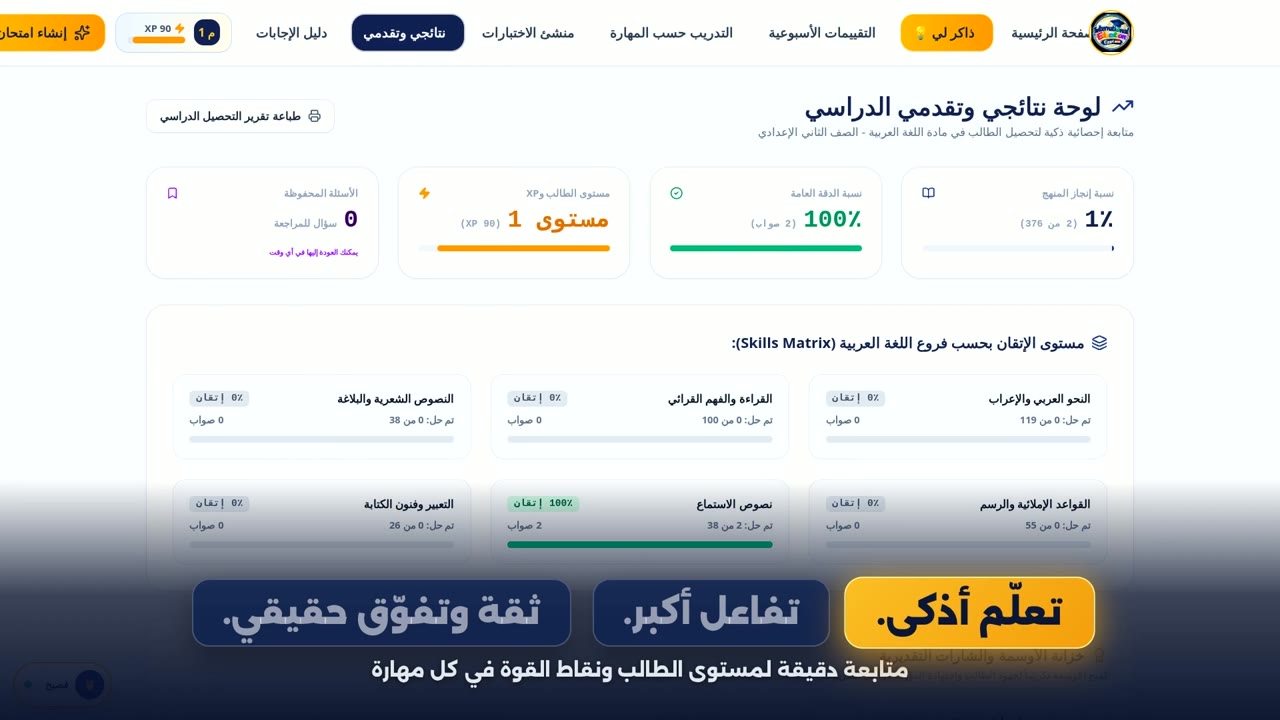 الصفحة الرئيسية
ذاكر لي 💡
التقييمات الأسبوعية
التدريب حسب المهارة
منشئ الاختبارات
نتائجي وتقدمي
دليل الإجابات
م 1
XP 90
إنشاء امتحان
لوحة نتائجي وتقدمي الدراسي
متابعة إحصائية ذكية لتحصيل الطالب في مادة اللغة العربية - الصف الثاني الإعدادي
طباعة تقرير التحصيل الدراسي
نسبة إنجاز المنهج
1٪ (2 من 376)
نسبة الدقة العامة
100٪ (2 صواب)
مستوى الطالب وXP
مستوى 1 (90 XP)
الأسئلة المحفوظة
0 سؤال للمراجعة
يمكنك العودة إليها في أي وقت
مستوى الإتقان بحسب فروع اللغة العربية (Skills Matrix):
النحو العربي والإعراب
0٪ إتقان
تم حل: 0 من 119
0 صواب
القراءة والفهم القرائي
0٪ إتقان
تم حل: 0 من 100
0 صواب
النصوص الشعرية والبلاغة
0٪ إتقان
تم حل: 0 من 38
0 صواب
القواعد الإملائية والرسم
0٪ إتقان
تم حل: 0 من 55
0 صواب
نصوص الاستماع
100٪ إتقان
تم حل: 2 من 38
2 صواب
التعبير وفنون الكتابة
0٪ إتقان
تم حل: 0 من 26
0 صواب
تعلّم أذكى.
تفاعل أكبر.
ثقة وتفوّق حقيقي.
خزانة الأوسمة والشارات التقديرية
متابعة دقيقة لمستوى الطالب ونقاط القوة في كل مهارة
فصيح